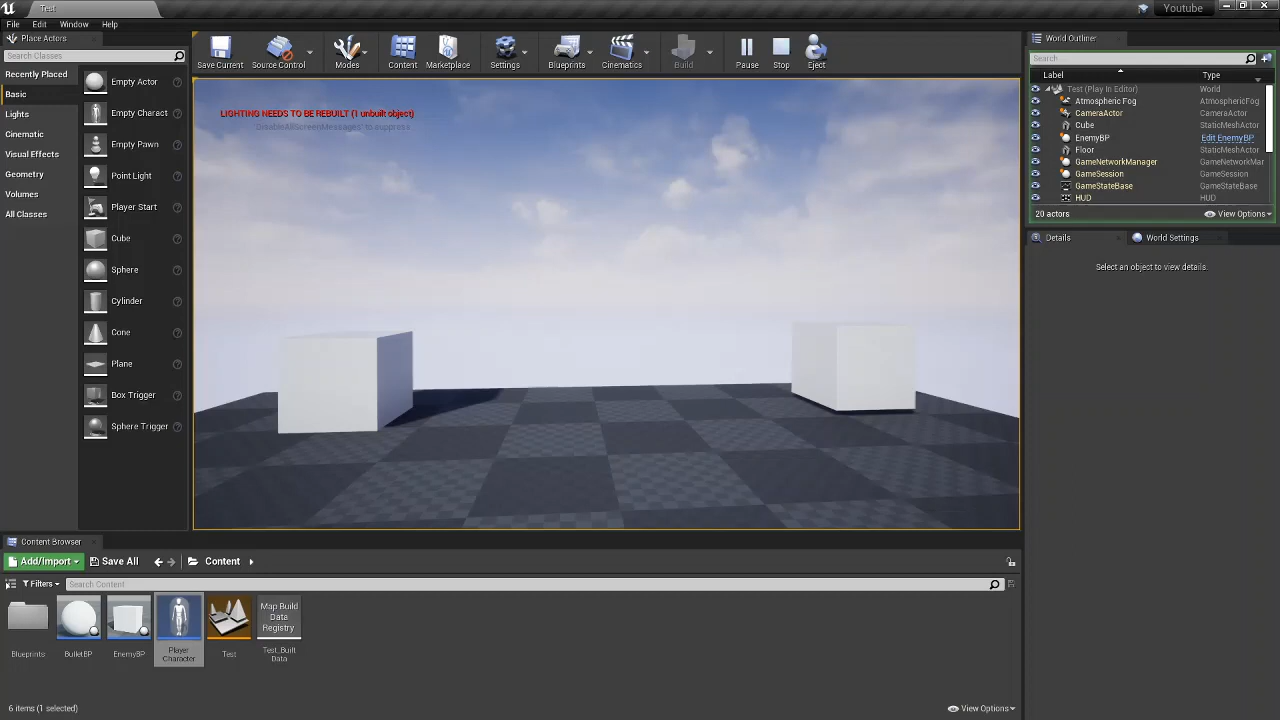 Test
Youtube
File Edit Window Help
Place Actors
Search Classes
Recently Placed
Basic
Lights
Cinematic
Visual Effects
Geometry
Volumes
All Classes
Empty Actor
Empty Charact
Empty Pawn
Point Light
Player Start
Cube
Sphere
Cylinder
Cone
Plane
Box Trigger
Sphere Trigger
Save Current Source Control Modes Content Marketplace Settings Blueprints Cinematics Build Pause Stop Eject
LIGHTING NEEDS TO BE REBUILT (1 unbuilt object)
'DisableAllScreenMessages' to suppress
World Outliner
Search...
Label Type
Test (Play In Editor) World
Atmospheric Fog AtmosphericFog
CameraActor CameraActor
Cube StaticMeshActor
EnemyBP Edit EnemyBP
Floor StaticMeshActor
GameNetworkManager GameNetworkMar
GameSession GameSession
GameStateBase GameStateBase
HUD HUD
20 actors View Options
Details World Settings
Select an object to view details.
Content Browser
Add/Import Save All Content
Filters Search Content
Map Build
Data
Registry
Blueprints BulletBP EnemyBP Player
Character Test Test_Built
Data
6 items (1 selected) View Options